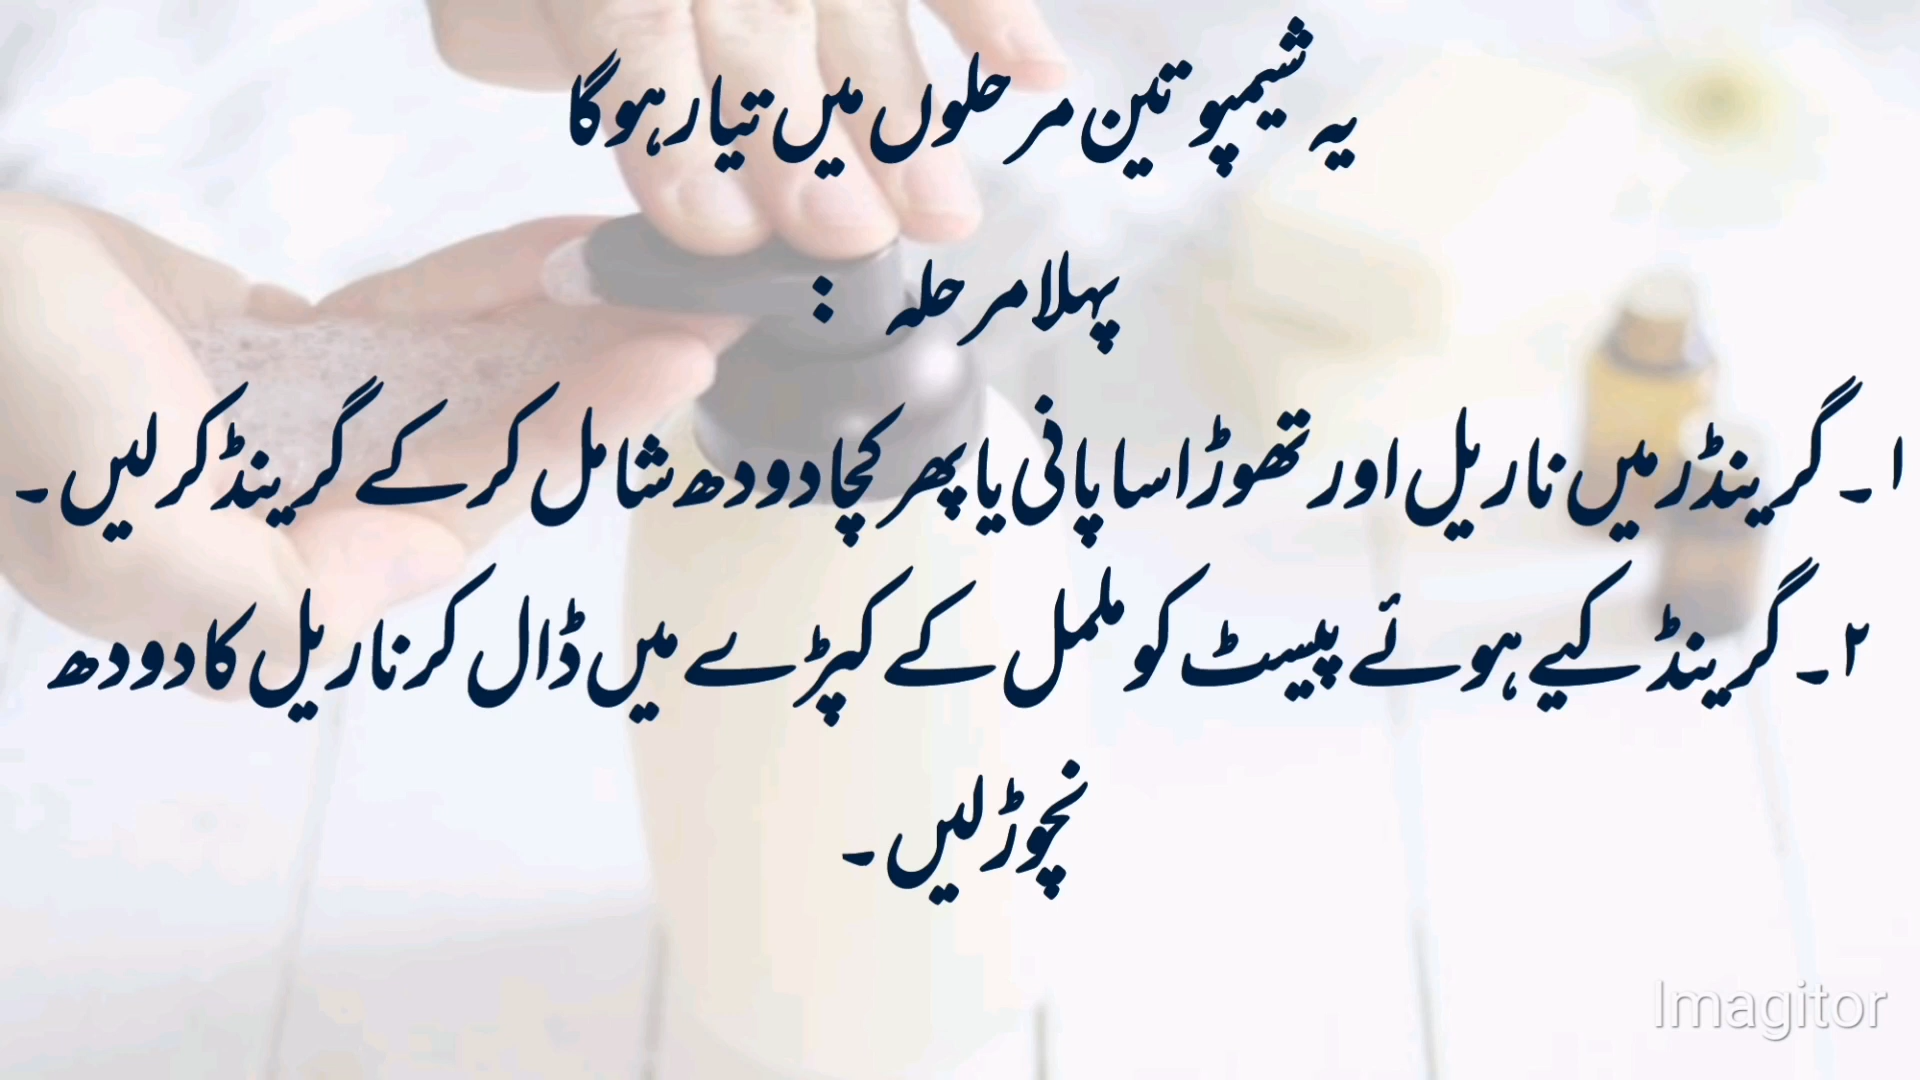 یہ شیمپو تین مرحلوں میں تیار ہوگا
پہلا مرحلہ :
۱۔ گرینڈر میں ناریل اور تھوڑا سا پانی یا پھر کچا دودھ شامل کر کے گرینڈ کر لیں۔
۲۔ گرینڈ کیے ہوئے پیسٹ کو ململ کے کپڑے میں ڈال کر ناریل کا دودھ
نچوڑ لیں۔
Imagitor